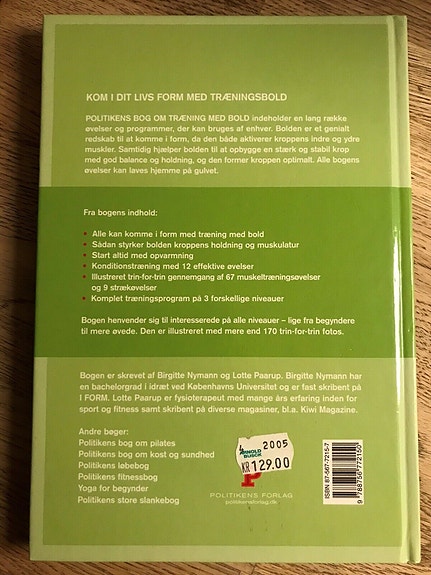 KOM I DIT LIVS FORM MED TRÆNINGSBOLD
POLITIKENS BOG OM TRÆNING MED BOLD indeholder en lang række
øvelser og programmer, der kan bruges af enhver. Bolden er et genialt
redskab til at komme i form, da den både aktiverer kroppens indre og ydre
muskler. Samtidig hjælper bolden til at opbygge en stærk og stabil krop
med god balance og holdning, og den former kroppen optimalt. Alle bogens
øvelser kan laves hjemme på gulvet.
Fra bogens indhold:
• Alle kan komme i form med træning med bold
• Sådan styrker bolden kroppens holdning og muskulatur
• Start altid med opvarmning
• Konditionstræning med 12 effektive øvelser
• Illustreret trin-for-trin gennemgang af 67 muskeltræningsøvelser
og 9 strækøvelser
• Komplet træningsprogram på 3 forskellige niveauer
Bogen henvender sig til interesserede på alle niveauer – lige fra begyndere
til mere øvede. Den er illustreret med mere end 170 trin-for-trin fotos.
Bogen er skrevet af Birgitte Nymann og Lotte Paarup. Birgitte Nymann har
en bachelorgrad i idræt ved Københavns Universitet og er fast skribent på
I FORM. Lotte Paarup er fysioterapeut med mange års erfaring inden for
sport og fitness samt skribent på diverse magasiner, bl.a. Kiwi Magazine.
Andre bøger:
Politikens bog om pilates
Politikens bog om kost og sundhed
Politikens løbebog
Politikens fitnessbog
Yoga for begynder
Politikens store slankebog
ARNOLD
BUSCK
2005
KR 129.00
POLITIKENS FORLAG
politikensforlag.dk
ISBN 87-567-7215-7
9 788756 772150